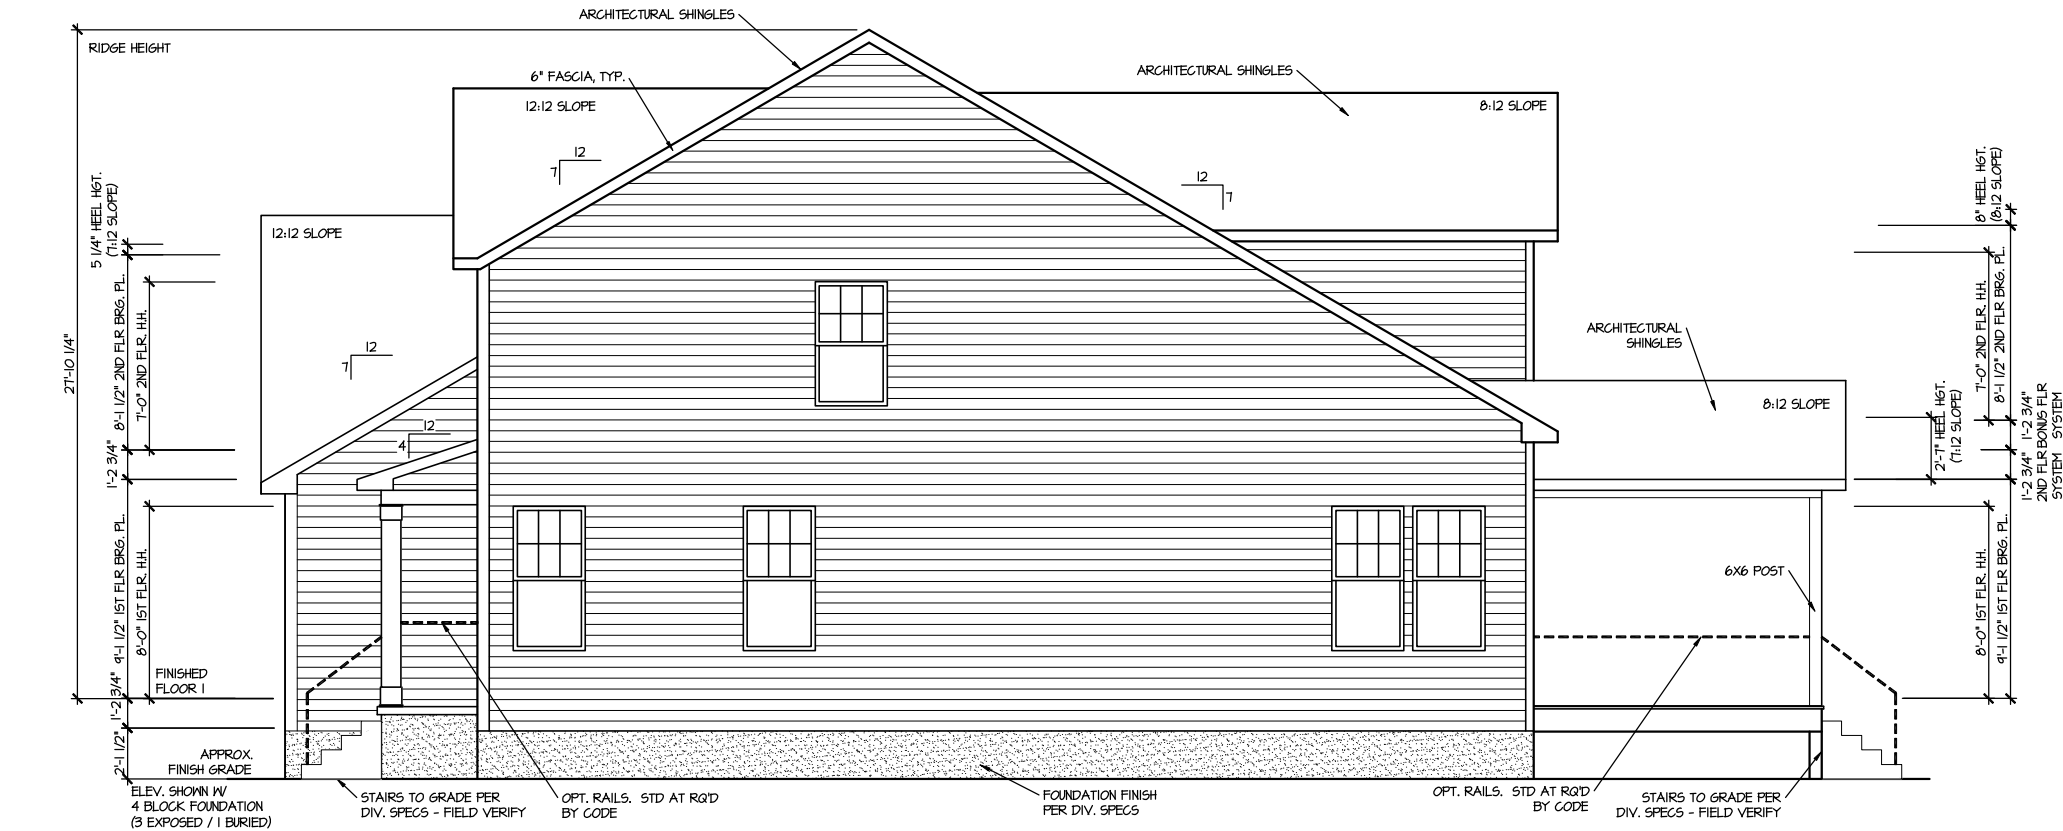 ARCHITECTURAL SHINGLES
RIDGE HEIGHT
6" FASCIA, TYP.
12:12 SLOPE
12
7
ARCHITECTURAL SHINGLES
8:12 SLOPE
12
7
12:12 SLOPE
12
7
12
4
5 1/4" HEEL HGT.
(7:12 SLOPE)
27'-10 1/4"
8'-1 1/2" 2ND FLR BRG. PL.
7'-0" 2ND FLR. H.H.
1'-2 3/4"
9'-1 1/2" 1ST FLR BRG. PL.
8'-0" 1ST FLR. H.H.
1'-2 3/4"
2'-1 1/2"
FINISHED
FLOOR 1
APPROX.
FINISH GRADE
ELEV. SHOWN W/
4 BLOCK FOUNDATION
(3 EXPOSED / 1 BURIED)
STAIRS TO GRADE PER
DIV. SPECS - FIELD VERIFY
OPT. RAILS. STD AT RQ'D
BY CODE
FOUNDATION FINISH
PER DIV. SPECS
OPT. RAILS. STD AT RQ'D
BY CODE
STAIRS TO GRADE PER
DIV. SPECS - FIELD VERIFY
6X6 POST
ARCHITECTURAL
SHINGLES
8:12 SLOPE
8" HEEL HGT.
(8:12 SLOPE)
7'-0" 2ND FLR. H.H.
8'-1 1/2" 2ND FLR BRG. PL.
2'-7" HEEL HGT.
(7:12 SLOPE)
1'-2 3/4"
2ND FLR
SYSTEM
1'-2 3/4"
BONUS FLR
SYSTEM
8'-0" 1ST FLR. H.H.
9'-1 1/2" 1ST FLR BRG. PL.